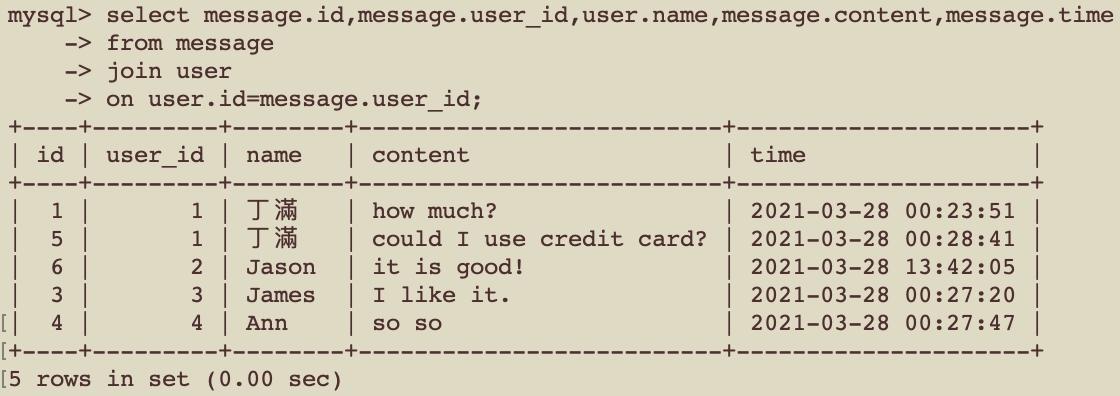 mysql> select message.id,message.user_id,user.name,message.content,message.time
    -> from message
    -> join user
    -> on user.id=message.user_id;
+----+---------+--------+--------------------------+---------------------+
| id | user_id | name   | content                  | time                |
+----+---------+--------+--------------------------+---------------------+
|  1 |       1 | 丁滿   | how much?                | 2021-03-28 00:23:51 |
|  5 |       1 | 丁滿   | could I use credit card? | 2021-03-28 00:28:41 |
|  6 |       2 | Jason  | it is good!              | 2021-03-28 13:42:05 |
|  3 |       3 | James  | I like it.               | 2021-03-28 00:27:20 |
[|  4 |       4 | Ann    | so so                    | 2021-03-28 00:27:47 |
[+----+---------+--------+--------------------------+---------------------+
[5 rows in set (0.00 sec)